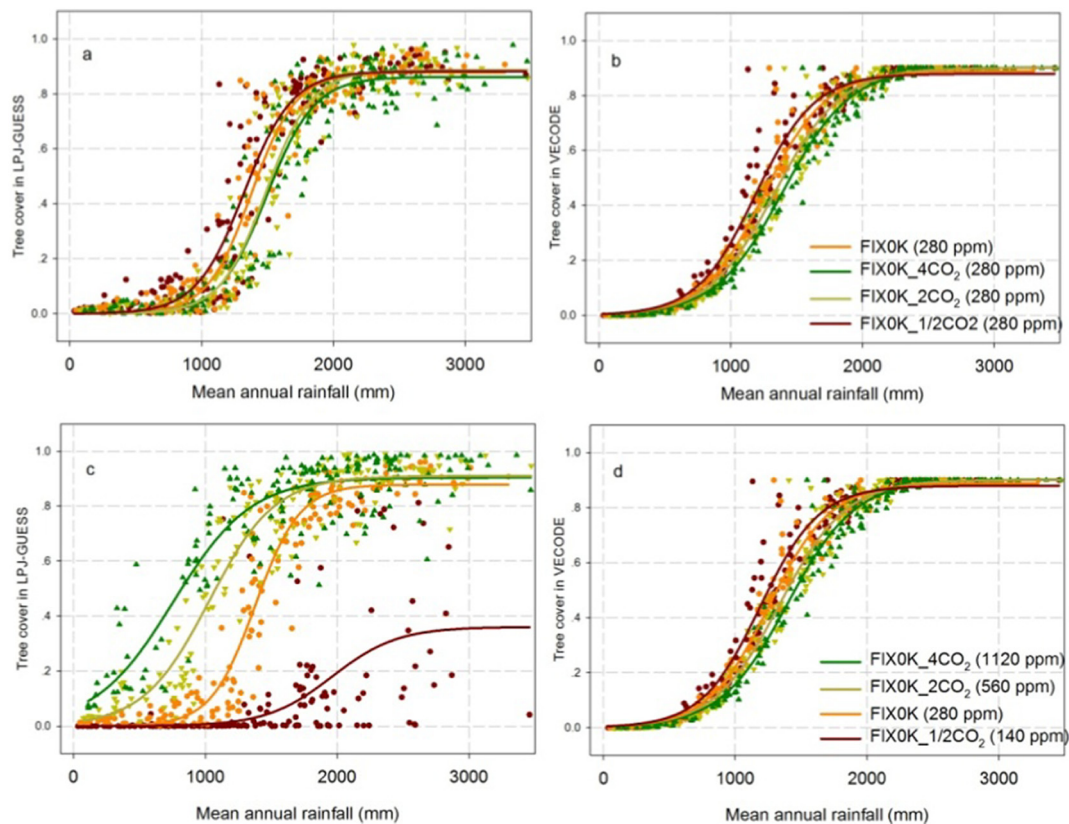 a
1.0
.8
.6
.4
.2
0.0
Tree cover in LPJ-GUESS
0
1000
2000
3000
Mean annual rainfall (mm)
b
1.0
.8
.6
.4
.2
0.0
Tree cover in VECODE
FIX0K (280 ppm)
FIX0K_4CO₂ (280 ppm)
FIX0K_2CO₂ (280 ppm)
FIX0K_1/2CO2 (280 ppm)
0
1000
2000
3000
Mean annual rainfall (mm)
c
1.0
.8
.6
.4
.2
0.0
Tree cover in LPJ-GUESS
0
1000
2000
3000
Mean annual rainfall (mm)
d
1.0
.8
.6
.4
.2
0.0
Tree cover in VECODE
FIX0K_4CO₂ (1120 ppm)
FIX0K_2CO₂ (560 ppm)
FIX0K (280 ppm)
FIX0K_1/2CO₂ (140 ppm)
0
1000
2000
3000
Mean annual rainfall (mm)